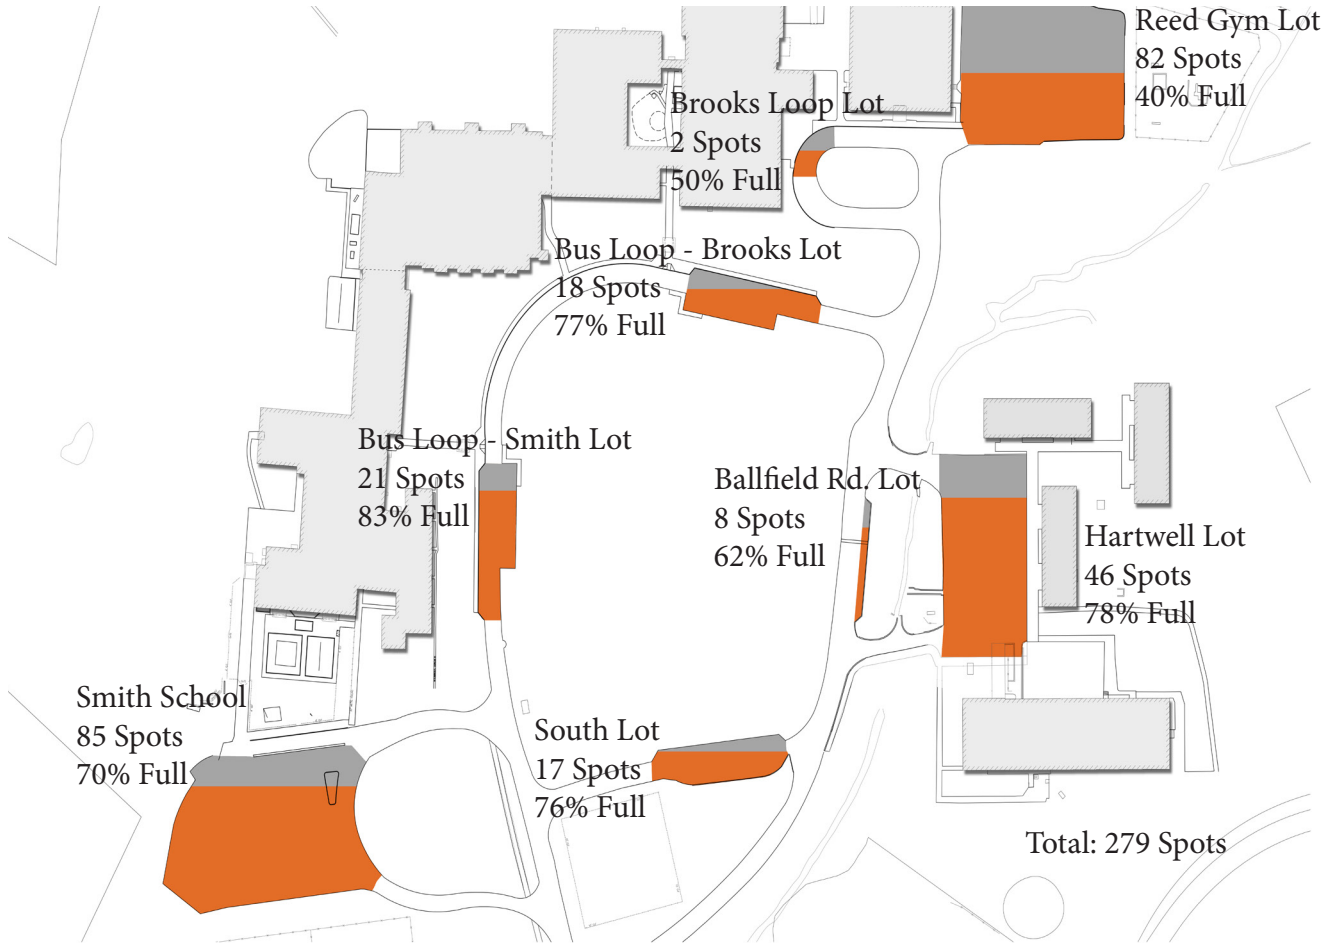 Reed Gym Lot
82 Spots
40% Full
Brooks Loop Lot
2 Spots
50% Full
Bus Loop - Brooks Lot
18 Spots
77% Full
Bus Loop - Smith Lot
21 Spots
83% Full
Ballfield Rd. Lot
8 Spots
62% Full
Hartwell Lot
46 Spots
78% Full
Smith School
85 Spots
70% Full
South Lot
17 Spots
76% Full
Total: 279 Spots